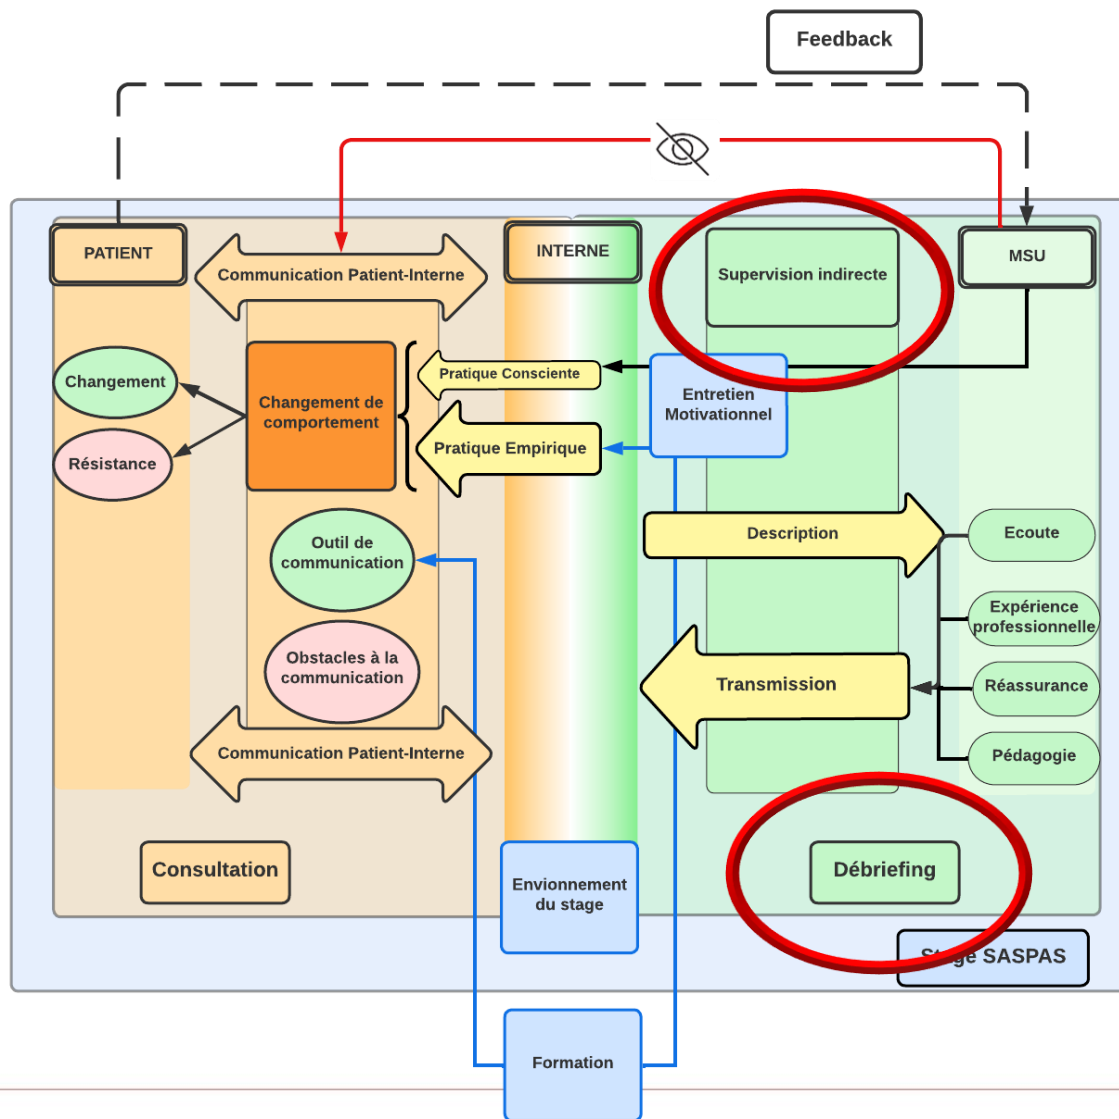 Feedback
PATIENT
Communication Patient-Interne
INTERNE
Supervision indirecte
MSU
Changement
Résistance
Changement de
comportement
Pratique Consciente
Pratique Empirique
Entretien
Motivationnel
Outil de
communication
Obstacles à la
communication
Description
Transmission
Ecoute
Expérience
professionnelle
Réassurance
Pédagogie
Communication Patient-Interne
Consultation
Envionnement
du stage
Débriefing
Stage SASPAS
Formation